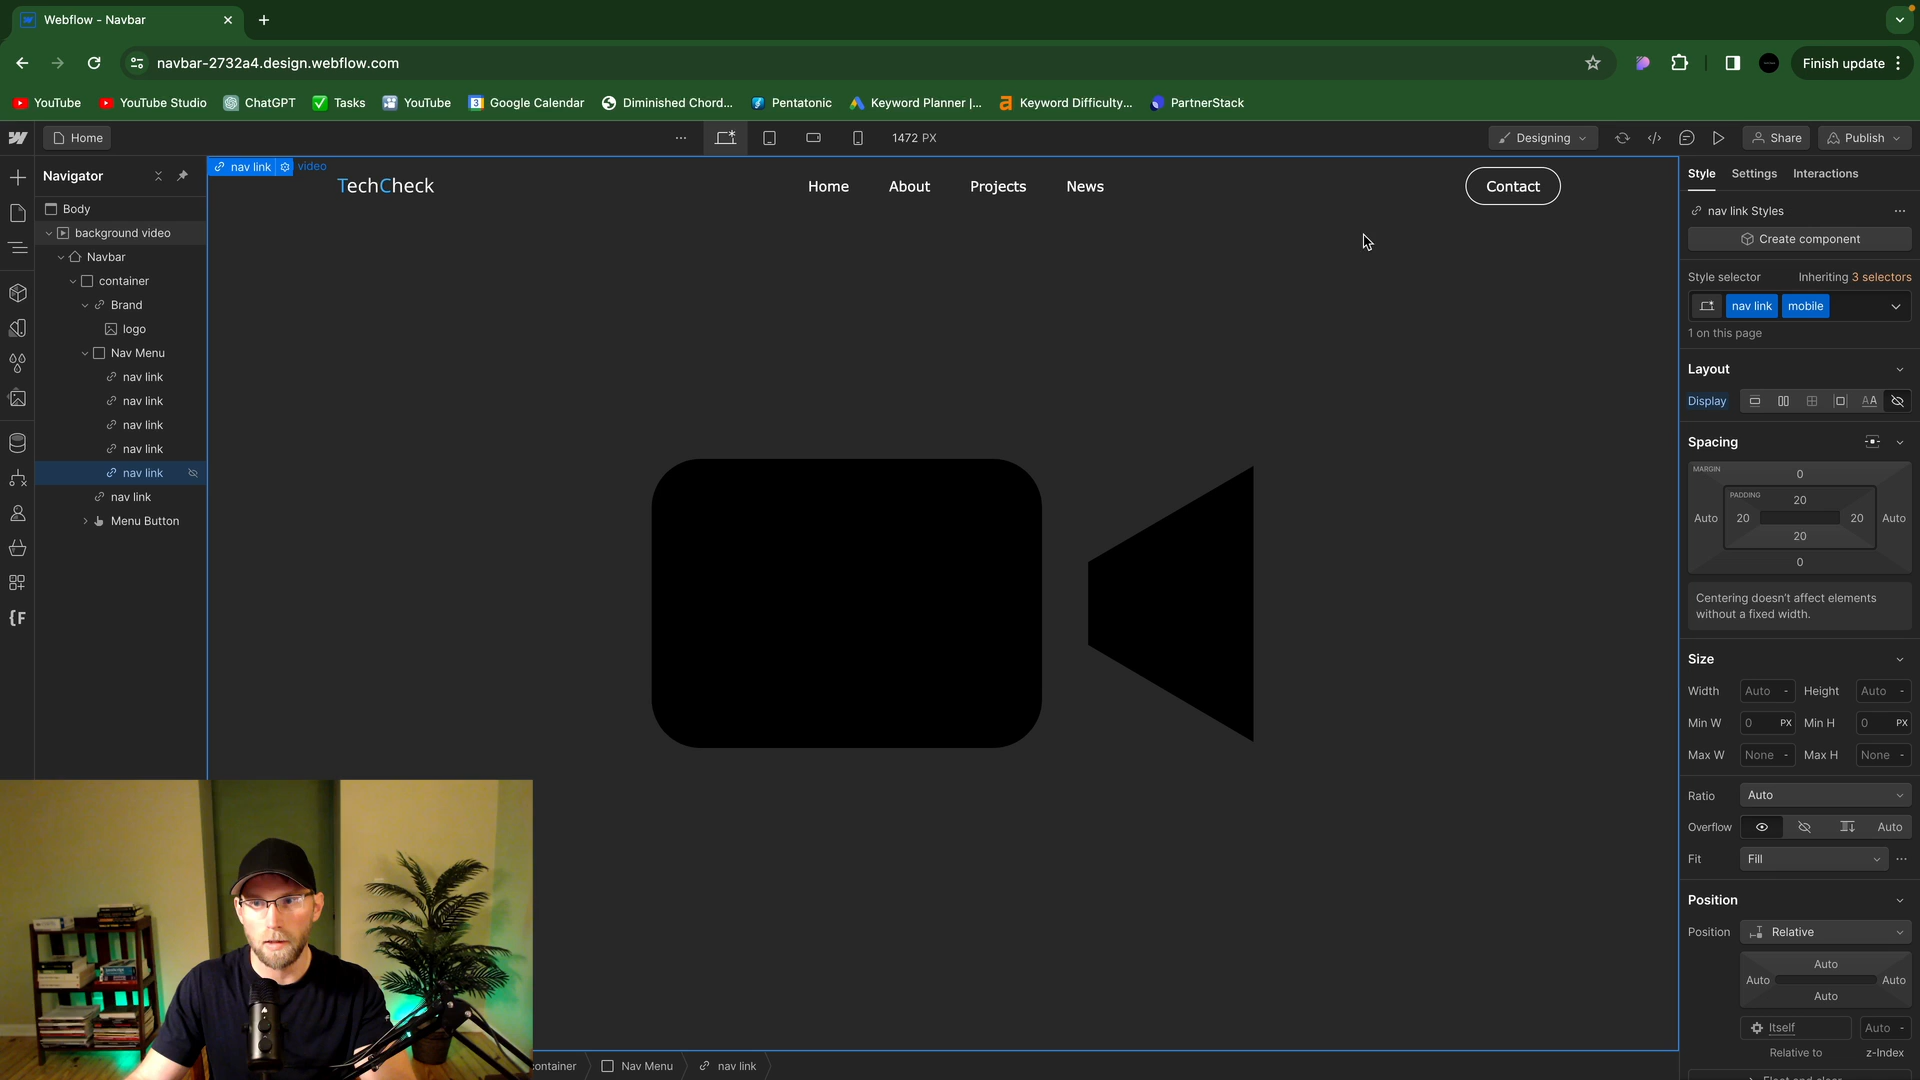 Webflow - Navbar
navbar-2732a4.design.webflow.com
Finish update
YouTube
YouTube Studio
ChatGPT
Tasks
YouTube
Google Calendar
Diminished Chord...
Pentatonic
Keyword Planner |...
Keyword Difficulty...
PartnerStack
Home
1472 PX
Designing
Share
Publish
Navigator
Body
background video
Navbar
container
Brand
logo
Nav Menu
nav link
nav link
nav link
nav link
nav link
nav link
Menu Button
nav link
video
TechCheck
Home
About
Projects
News
Contact
container
Nav Menu
nav link
Style
Settings
Interactions
nav link Styles
Create component
Style selector
Inheriting 3 selectors
nav link
mobile
1 on this page
Layout
Display
AA
Spacing
MARGIN
0
PADDING
20
Auto
20
20
Auto
20
0
Centering doesn't affect elements
without a fixed width.
Size
Width Auto -
Height Auto -
Min W 0 PX
Min H 0 PX
Max W None -
Max H None -
Ratio Auto
Overflow Auto
Fit Fill
Position
Position Relative
Auto
Auto
Auto
Auto
Itself
Auto -
Relative to
z-Index